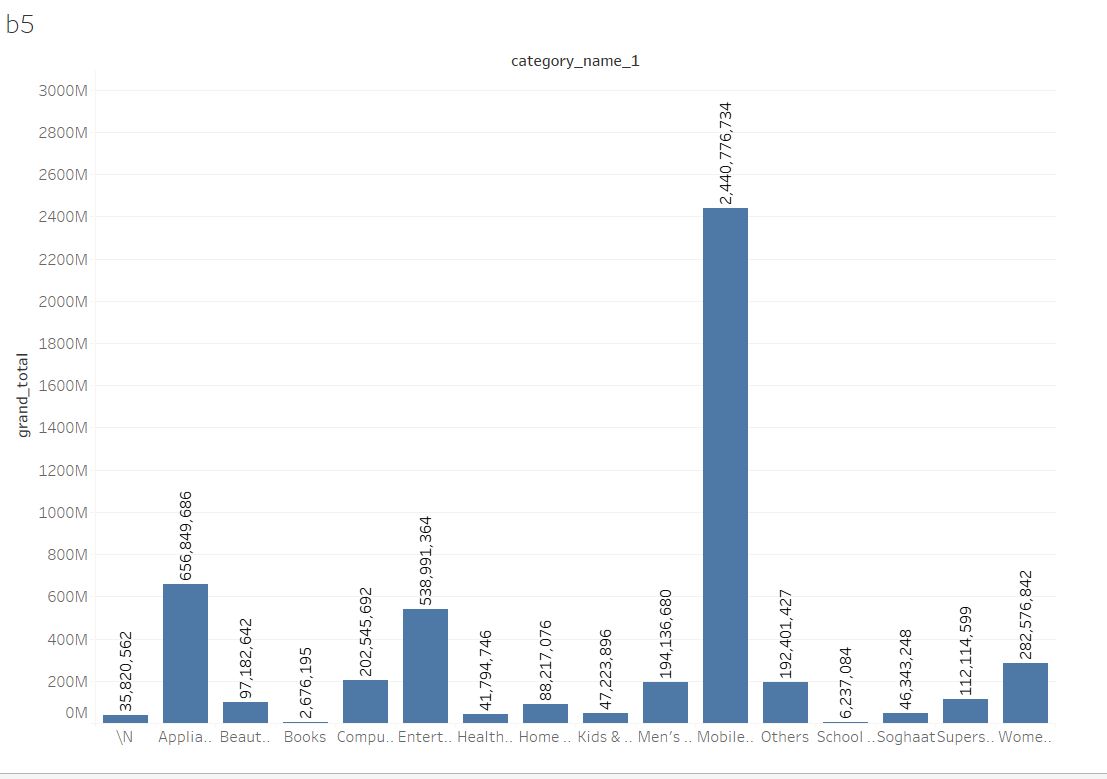 b5
category_name_1
3000M
2800M
2600M
2400M
2200M
2000M
1800M
1600M
1400M
1200M
1000M
800M
600M
400M
200M
0M
grand_total
35,820,562
656,849,686
97,182,642
2,676,195
202,545,692
538,991,364
41,794,746
88,217,076
47,223,896
194,136,680
2,440,776,734
192,401,427
6,237,084
46,343,248
112,114,599
282,576,842
\N Applia.. Beaut.. Books Compu.. Entert.. Health.. Home .. Kids & .. Men's .. Mobile.. Others School .. Soghaat Supers.. Wome..